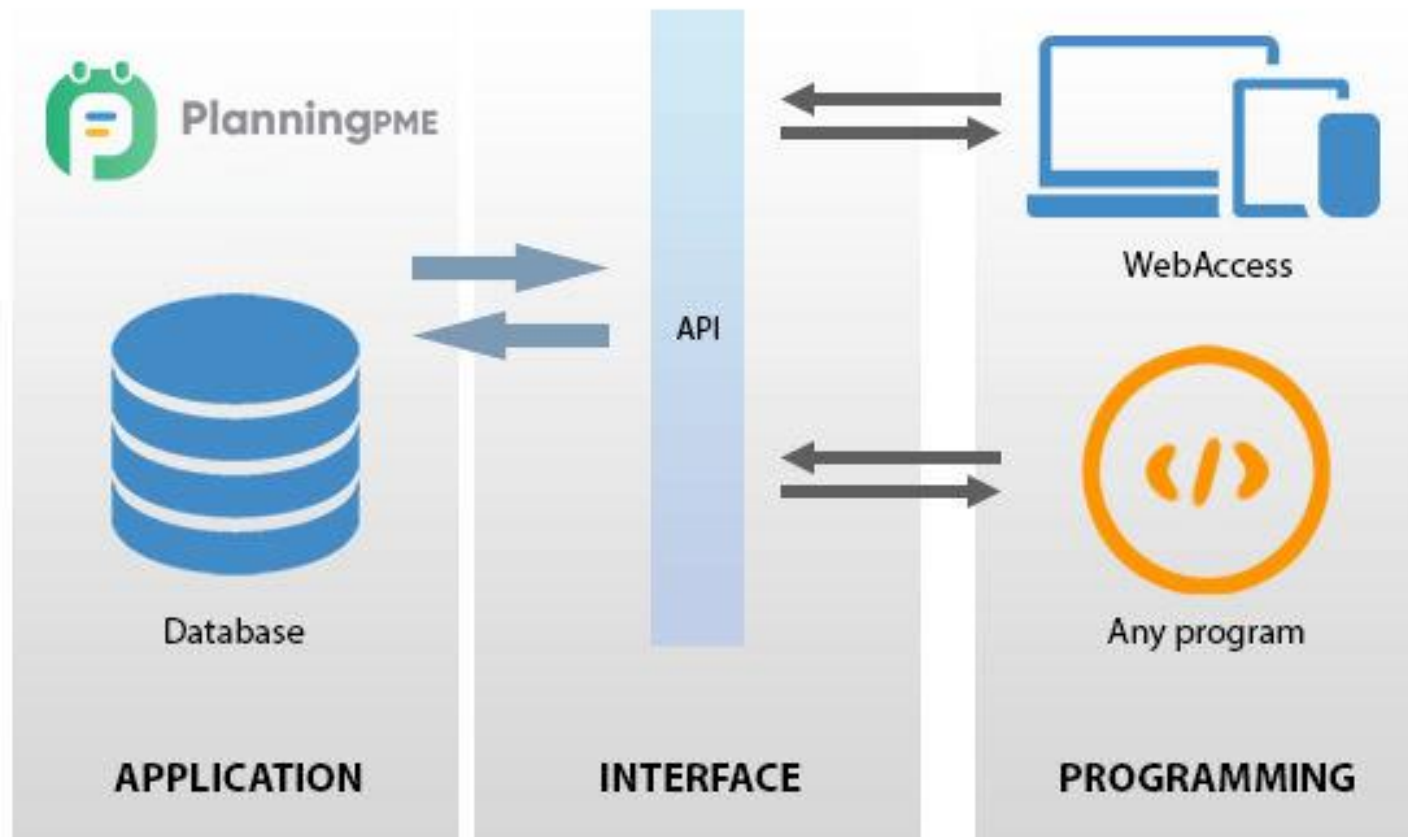 PlanningPME
WebAccess
API
Database
Any program
APPLICATION
INTERFACE
PROGRAMMING